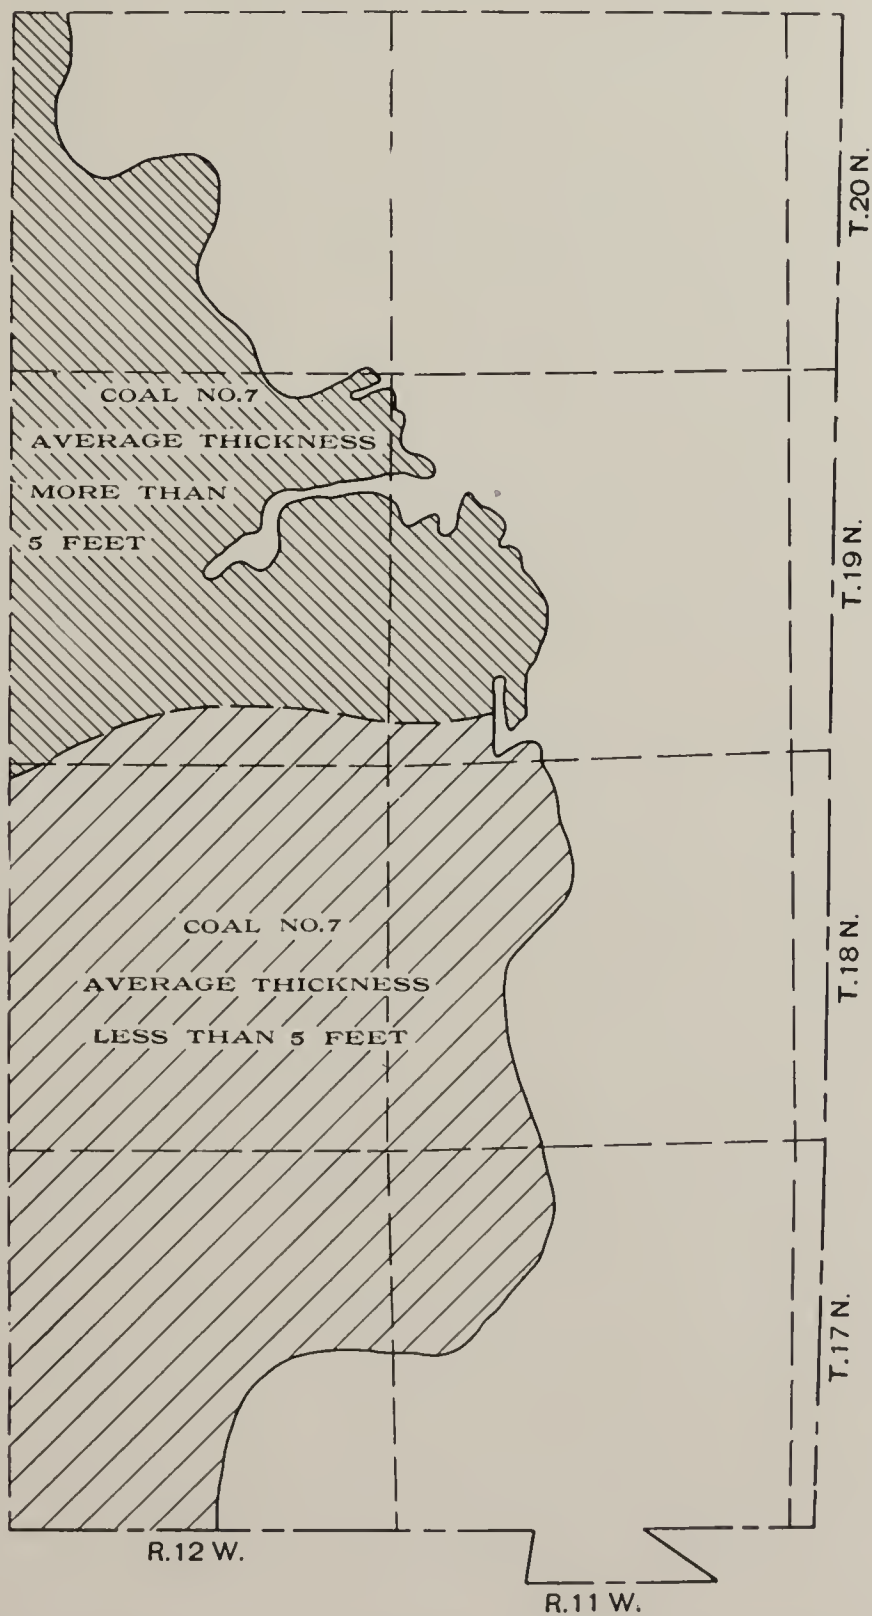 T.20 N.
COAL NO.7
AVERAGE THICKNESS
MORE THAN
5 FEET
T.19 N.
COAL NO.7
AVERAGE THICKNESS
LESS THAN 5 FEET
T.18 N.
T.17 N.
R.12 W.
R.11 W.